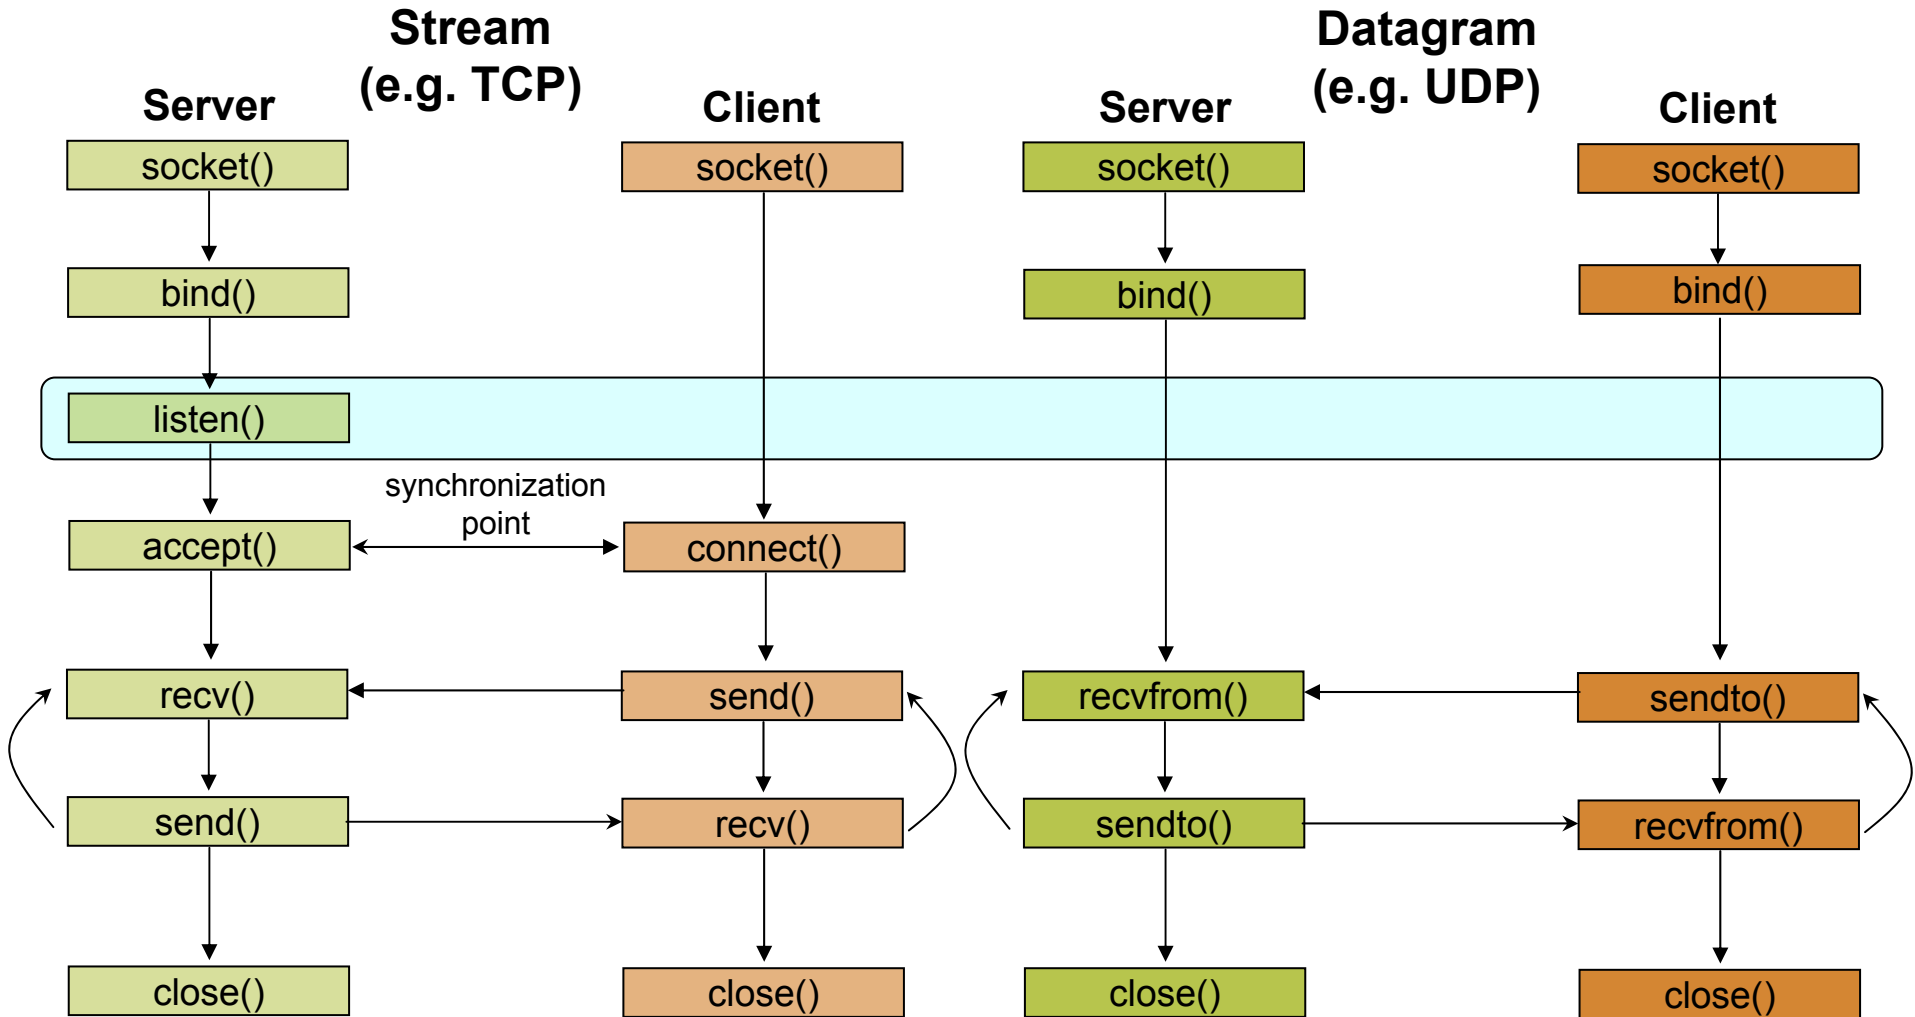 Stream
(e.g. TCP)
Datagram
(e.g. UDP)
Server
Client
Server
Client
socket()
socket()
socket()
socket()
bind()
bind()
bind()
listen()
synchronization
point
accept()
connect()
recv()
send()
recvfrom()
sendto()
send()
recv()
sendto()
recvfrom()
close()
close()
close()
close()